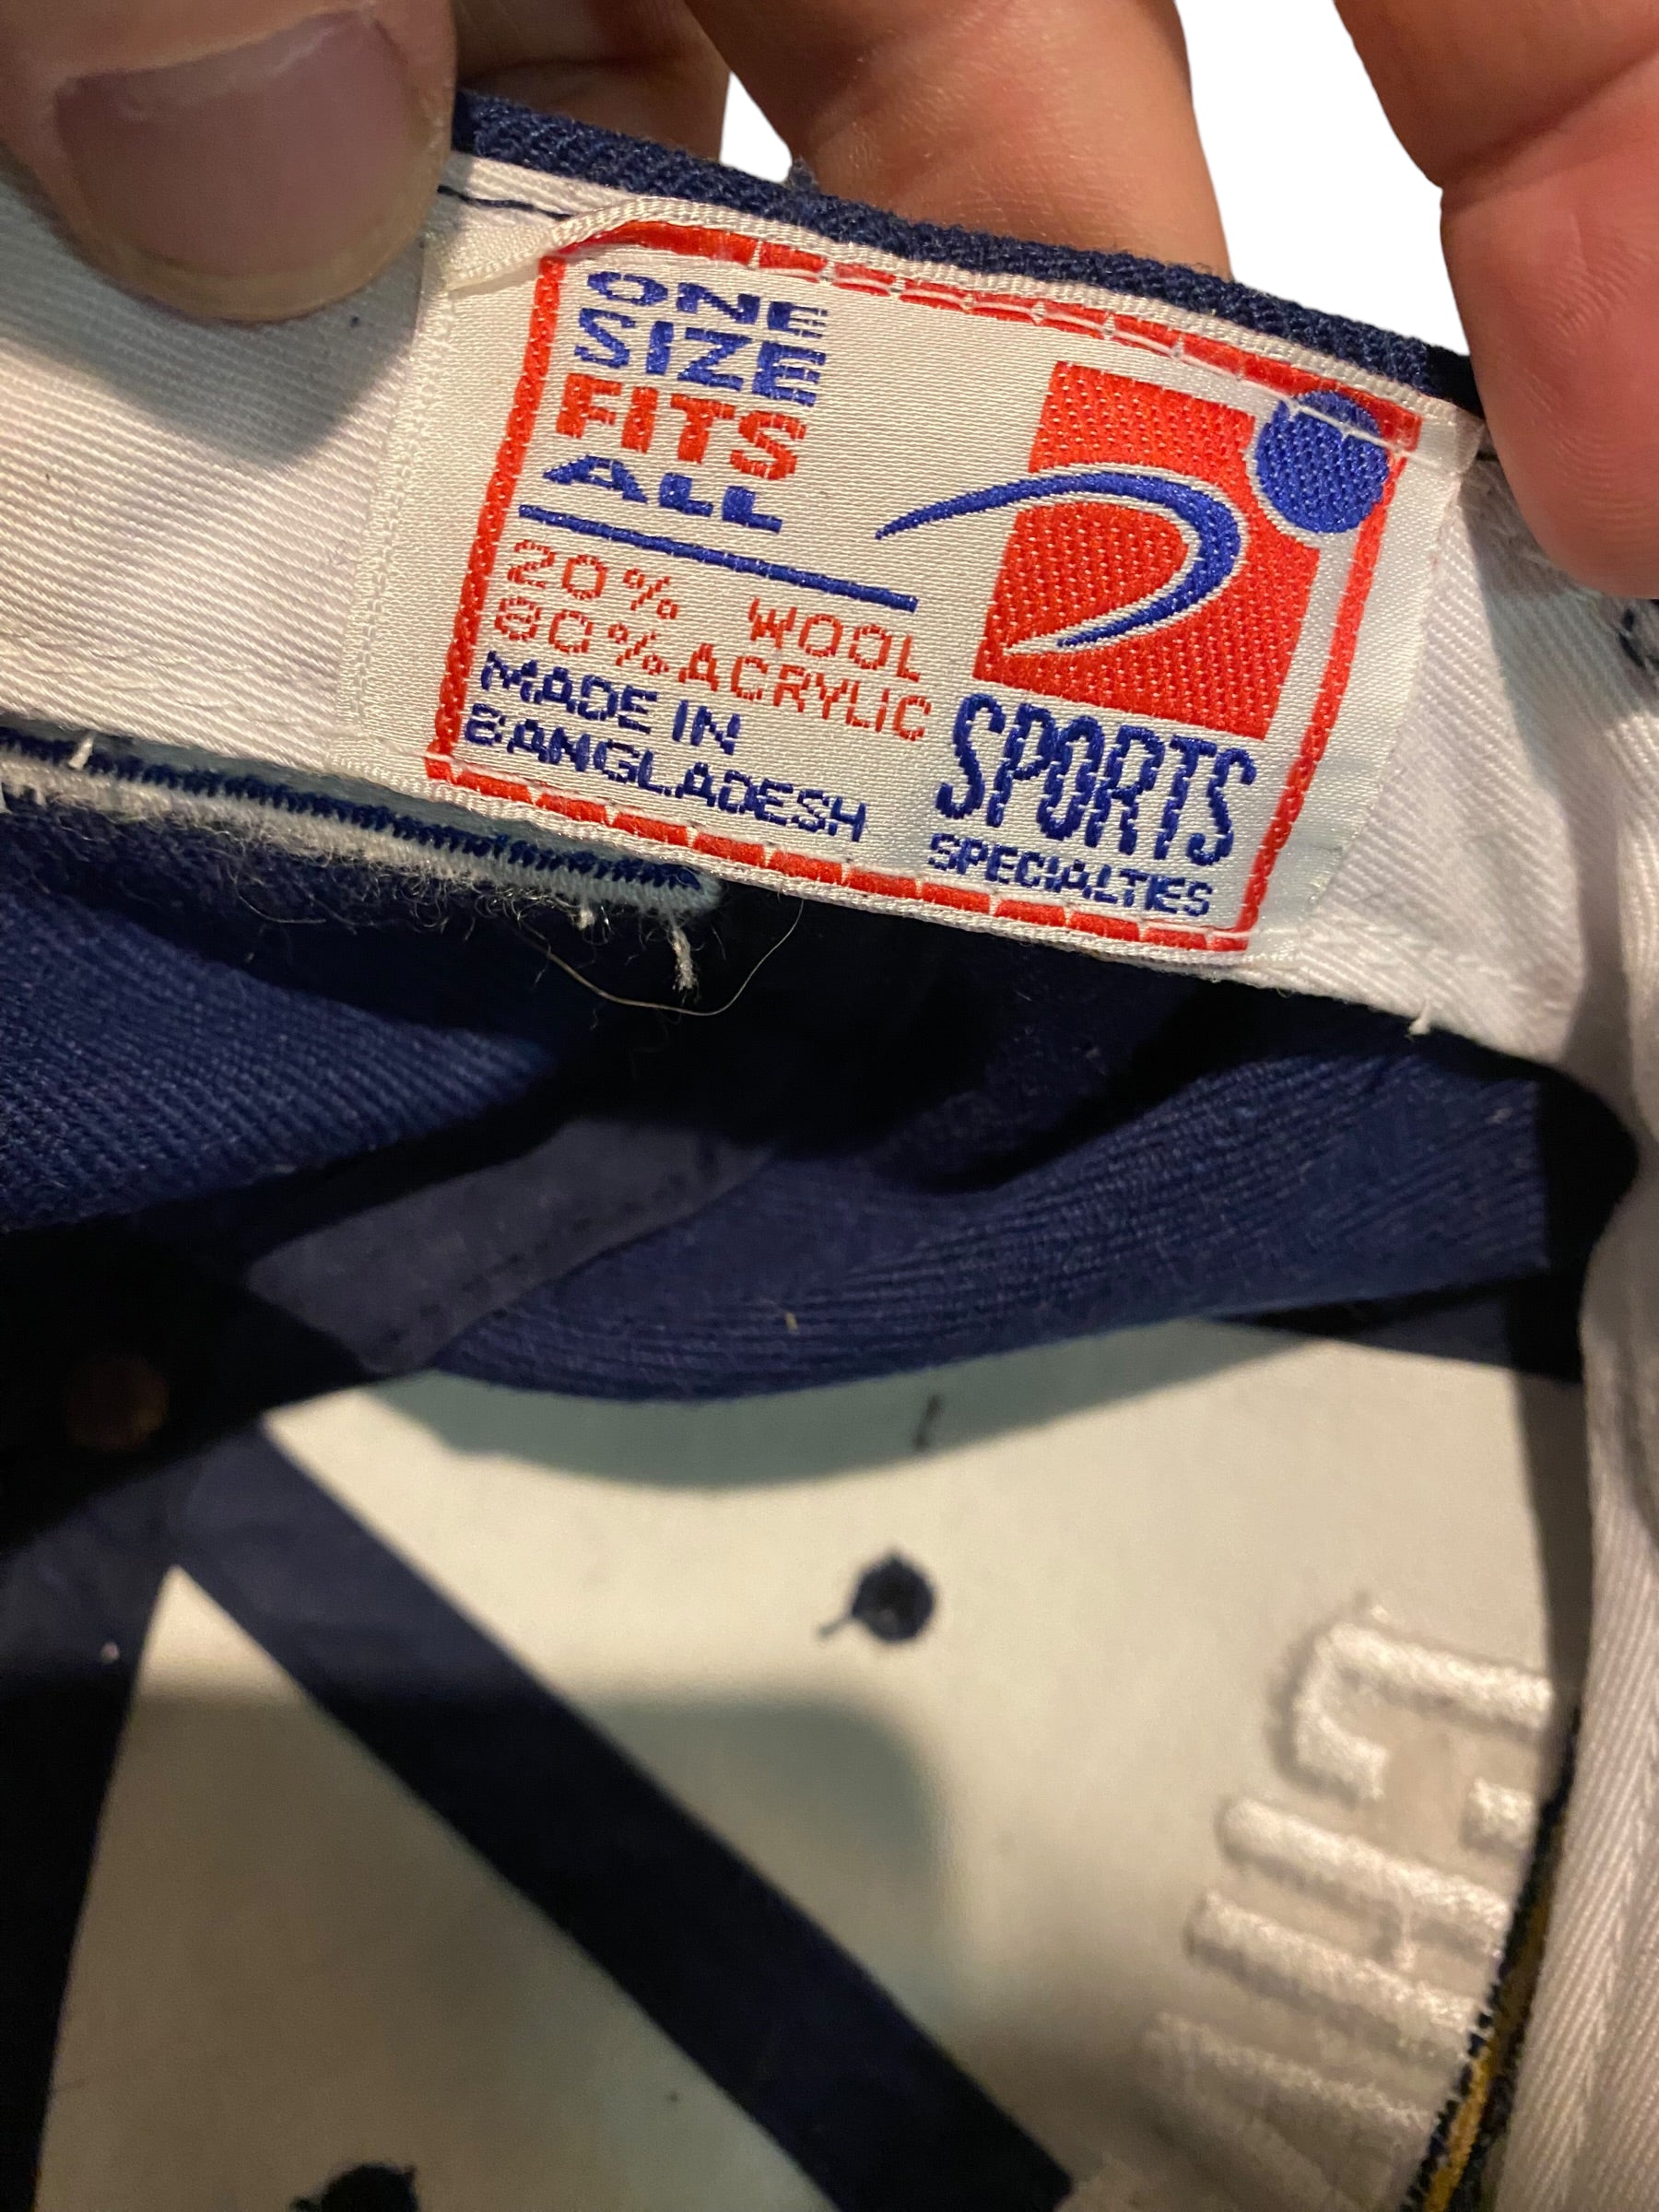 ONE
SIZE
FITS
ALL
20% WOOL
80% ACRYLIC
MADE IN
BANGLADESH
SPORTS
SPECIALTIES